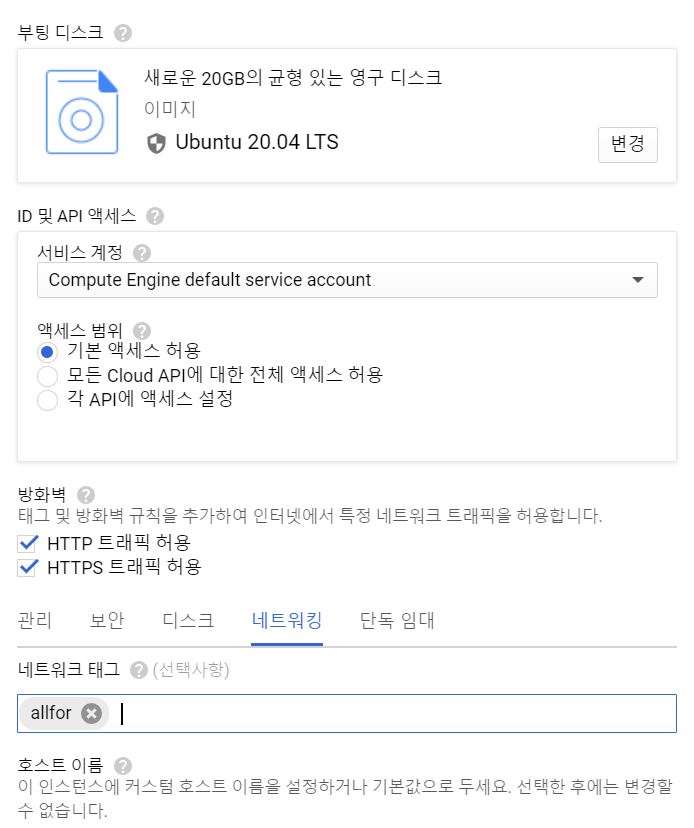 부팅 디스크
새로운 20GB의 균형 있는 영구 디스크
이미지
Ubuntu 20.04 LTS
변경
ID 및 API 액세스
서비스 계정
Compute Engine default service account
액세스 범위
기본 액세스 허용
모든 Cloud API에 대한 전체 액세스 허용
각 API에 액세스 설정
방화벽
태그 및 방화벽 규칙을 추가하여 인터넷에서 특정 네트워크 트래픽을 허용합니다.
HTTP 트래픽 허용
HTTPS 트래픽 허용
관리 보안 디스크 네트워킹 단독 임대
네트워크 태그 (선택사항)
allfor
호스트 이름
이 인스턴스에 커스텀 호스트 이름을 설정하거나 기본값으로 두세요. 선택한 후에는 변경할
수 없습니다.